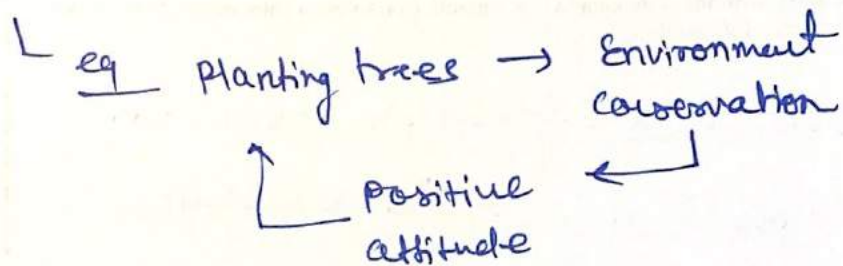 eg Planting trees → Environment
conservation
positive
attitude